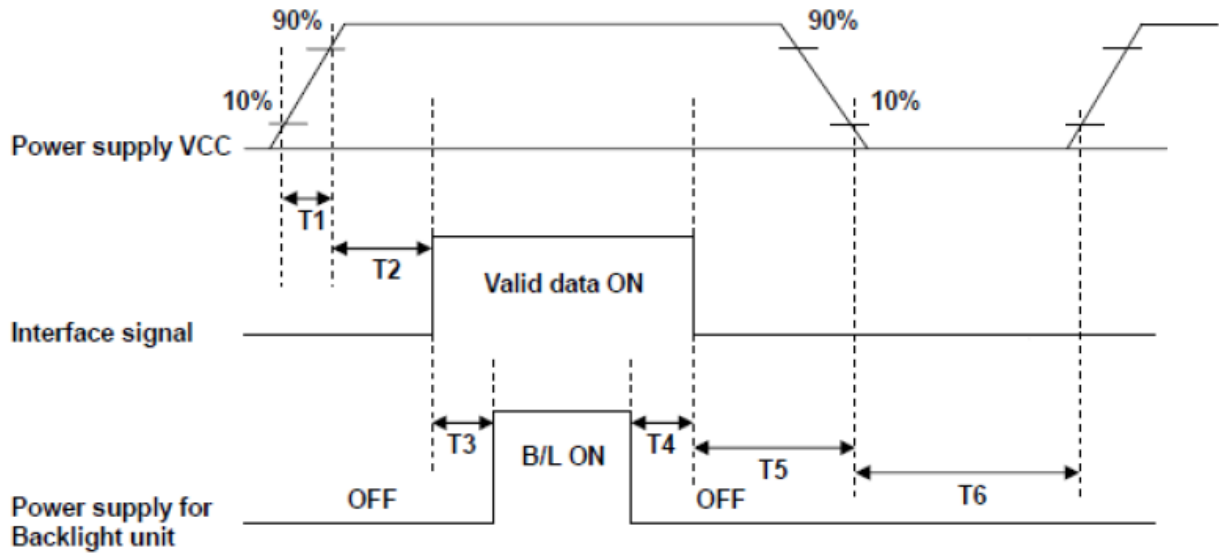 90%
90%
10%
10%
Power supply VCC
T1
T2
Valid data ON
Interface signal
T3
B/L ON
T4
T5
T6
OFF
OFF
Power supply for
Backlight unit